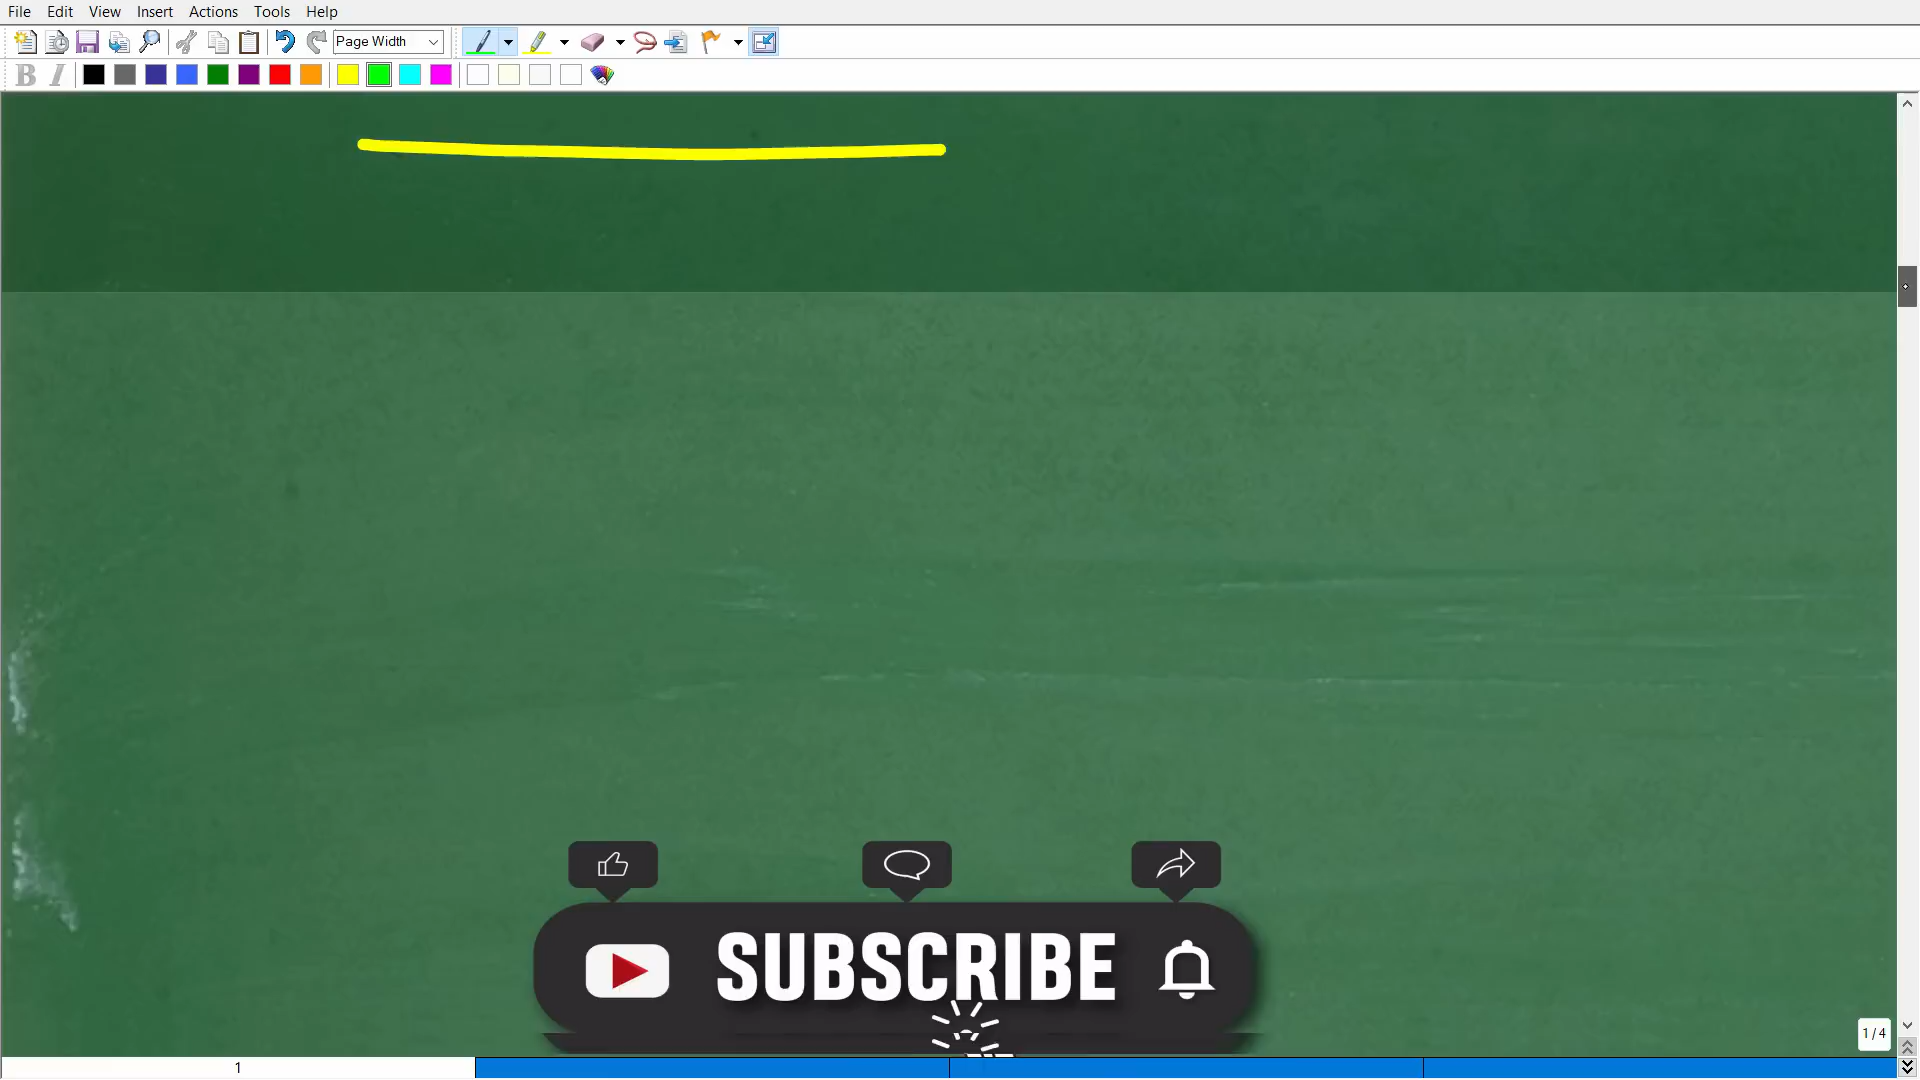 File Edit View Insert Actions Tools Help
Page Width
B I
SUBSCRIBE
1 / 4
1